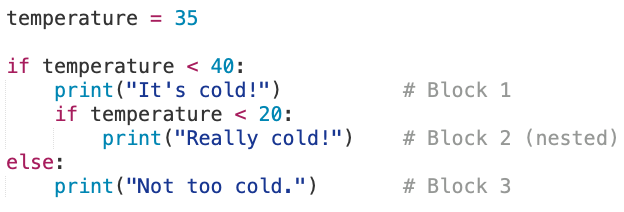 temperature = 35

if temperature < 40:
    print("It's cold!")          # Block 1
    if temperature < 20:
        print("Really cold!")    # Block 2 (nested)
else:
    print("Not too cold.")       # Block 3